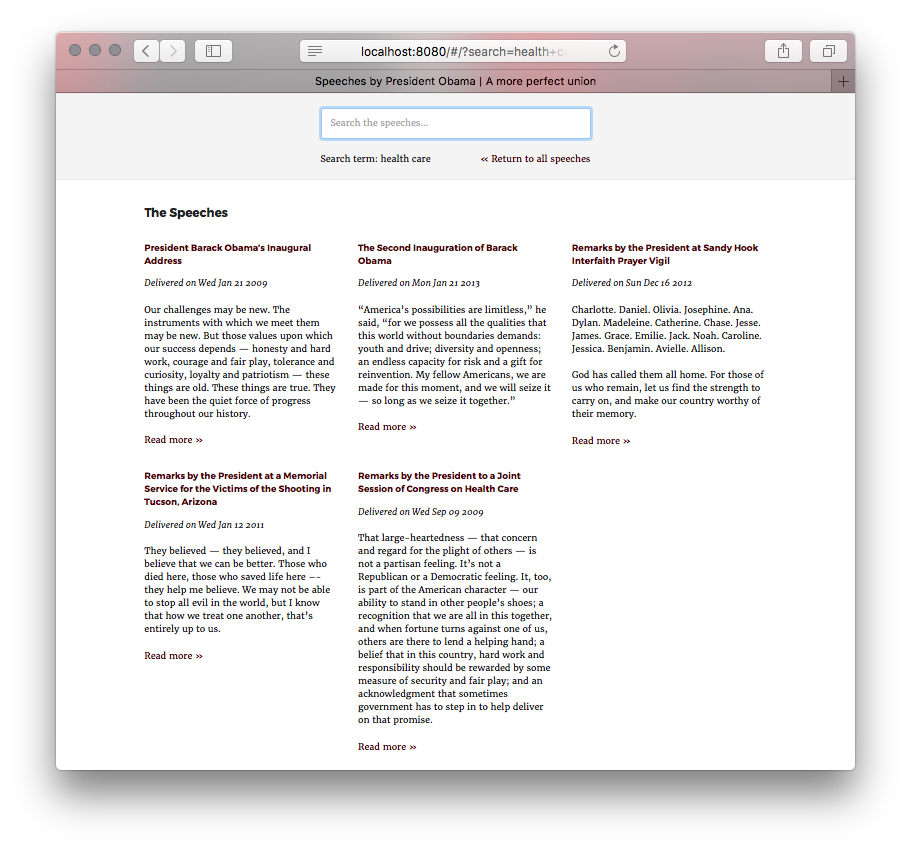 localhost:8080/#/?search=health+c
Speeches by President Obama | A more perfect union
Search the speeches...
Search term: health care
« Return to all speeches
The Speeches
President Barack Obama’s Inaugural
Address
Delivered on Wed Jan 21 2009
Our challenges may be new. The
instruments with which we meet them
may be new. But those values upon which
our success depends — honesty and hard
work, courage and fair play, tolerance and
curiosity, loyalty and patriotism — these
things are old. These things are true. They
have been the quiet force of progress
throughout our history.
Read more »
The Second Inauguration of Barack
Obama
Delivered on Mon Jan 21 2013
“America’s possibilities are limitless,” he
said, “for we possess all the qualities that
this world without boundaries demands:
youth and drive; diversity and openness;
an endless capacity for risk and a gift for
reinvention. My fellow Americans, we are
made for this moment, and we will seize it
— so long as we seize it together.”
Read more »
Remarks by the President at Sandy Hook
Interfaith Prayer Vigil
Delivered on Sun Dec 16 2012
Charlotte. Daniel. Olivia. Josephine. Ana.
Dylan. Madeleine. Catherine. Chase. Jesse.
James. Grace. Emilie. Jack. Noah. Caroline.
Jessica. Benjamin. Avielle. Allison.
God has called them all home. For those of
us who remain, let us find the strength to
carry on, and make our country worthy of
their memory.
Read more »
Remarks by the President at a Memorial
Service for the Victims of the Shooting in
Tucson, Arizona
Delivered on Wed Jan 12 2011
They believed — they believed, and I
believe that we can be better. Those who
died here, those who saved life here --
they help me believe. We may not be able
to stop all evil in the world, but I know
that how we treat one another, that’s
entirely up to us.
Read more »
Remarks by the President to a Joint
Session of Congress on Health Care
Delivered on Wed Sep 09 2009
That large-heartedness — that concern
and regard for the plight of others — is
not a partisan feeling. It’s not a
Republican or a Democratic feeling. It, too,
is part of the American character — our
ability to stand in other people’s shoes; a
recognition that we are all in this together,
and when fortune turns against one of us,
others are there to lend a helping hand; a
belief that in this country, hard work and
responsibility should be rewarded by some
measure of security and fair play; and an
acknowledgment that sometimes
government has to step in to help deliver
on that promise.
Read more »